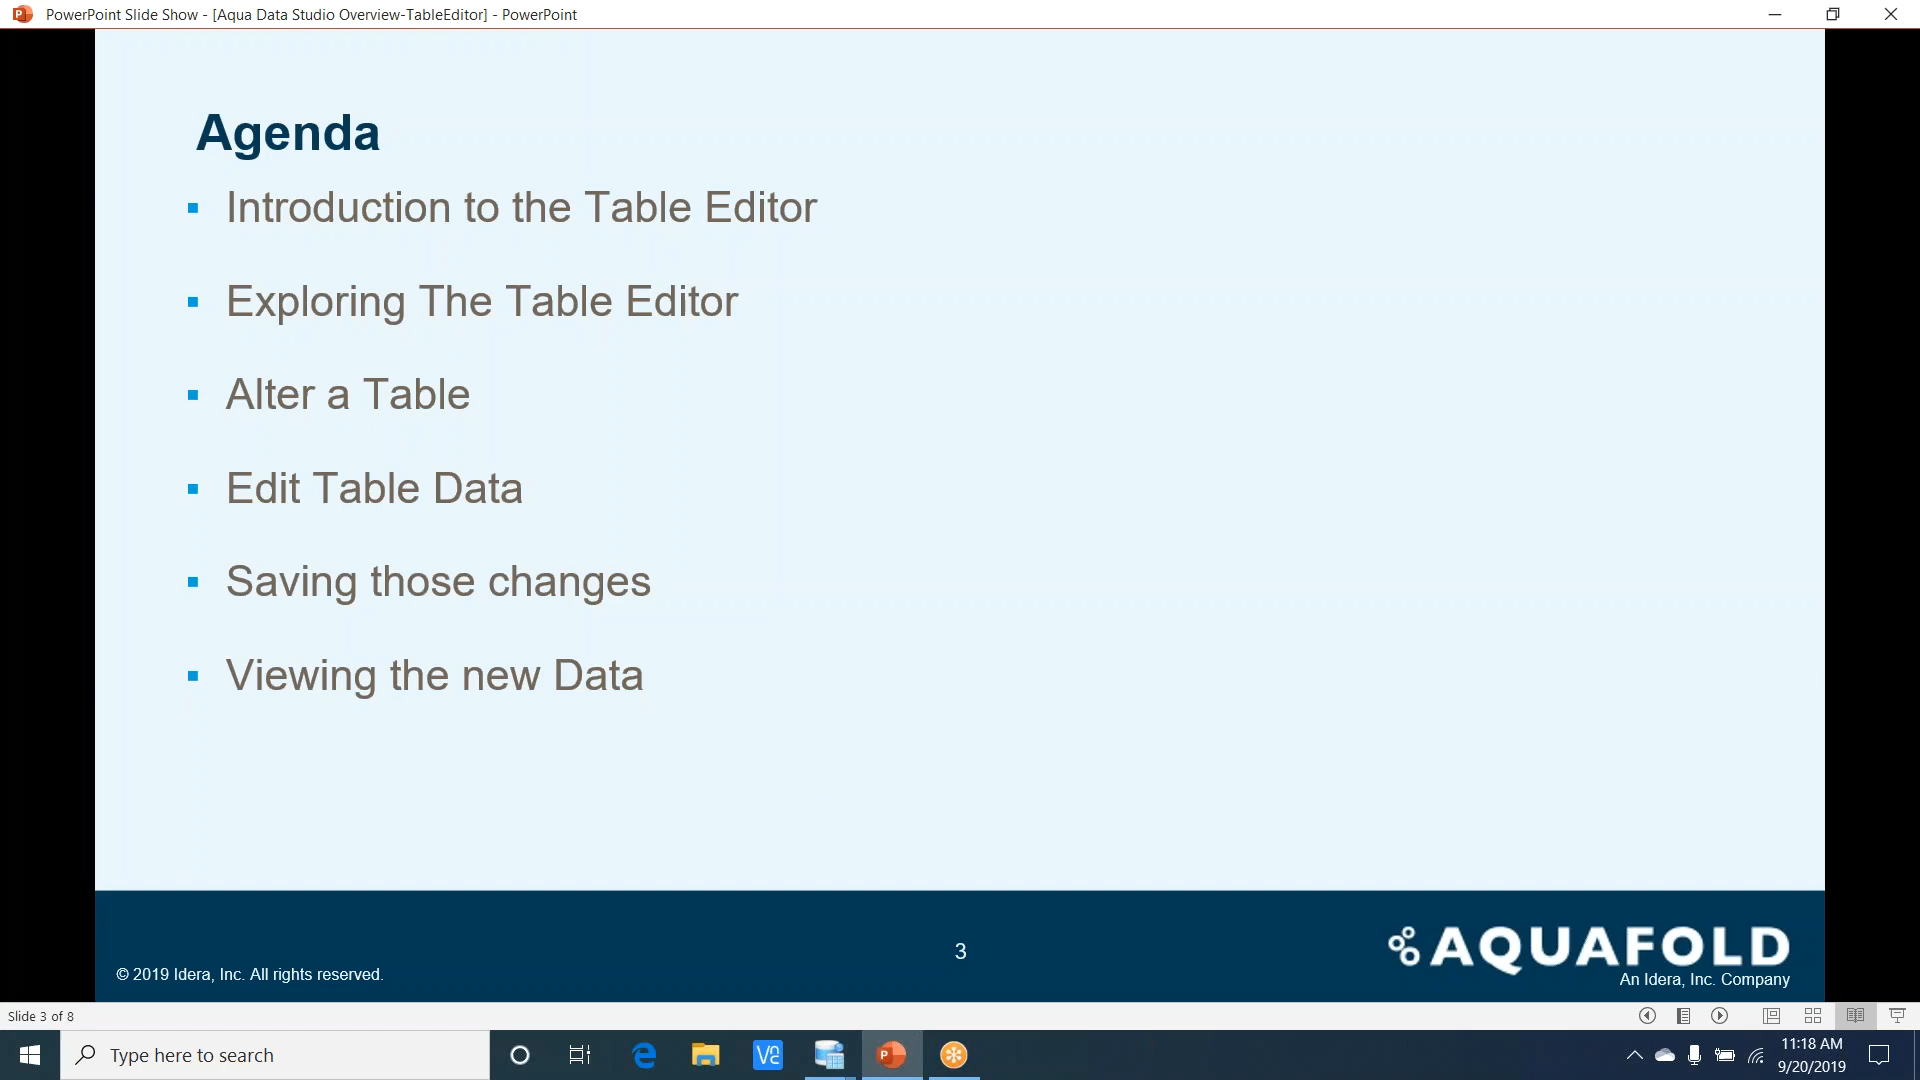 PowerPoint Slide Show - [Aqua Data Studio Overview-TableEditor] - PowerPoint
Agenda
Introduction to the Table Editor
Exploring The Table Editor
Alter a Table
Edit Table Data
Saving those changes
Viewing the new Data
3
AQUAFOLD
An Idera, Inc. Company
© 2019 Idera, Inc. All rights reserved.
Slide 3 of 8
Type here to search
11:18 AM
9/20/2019